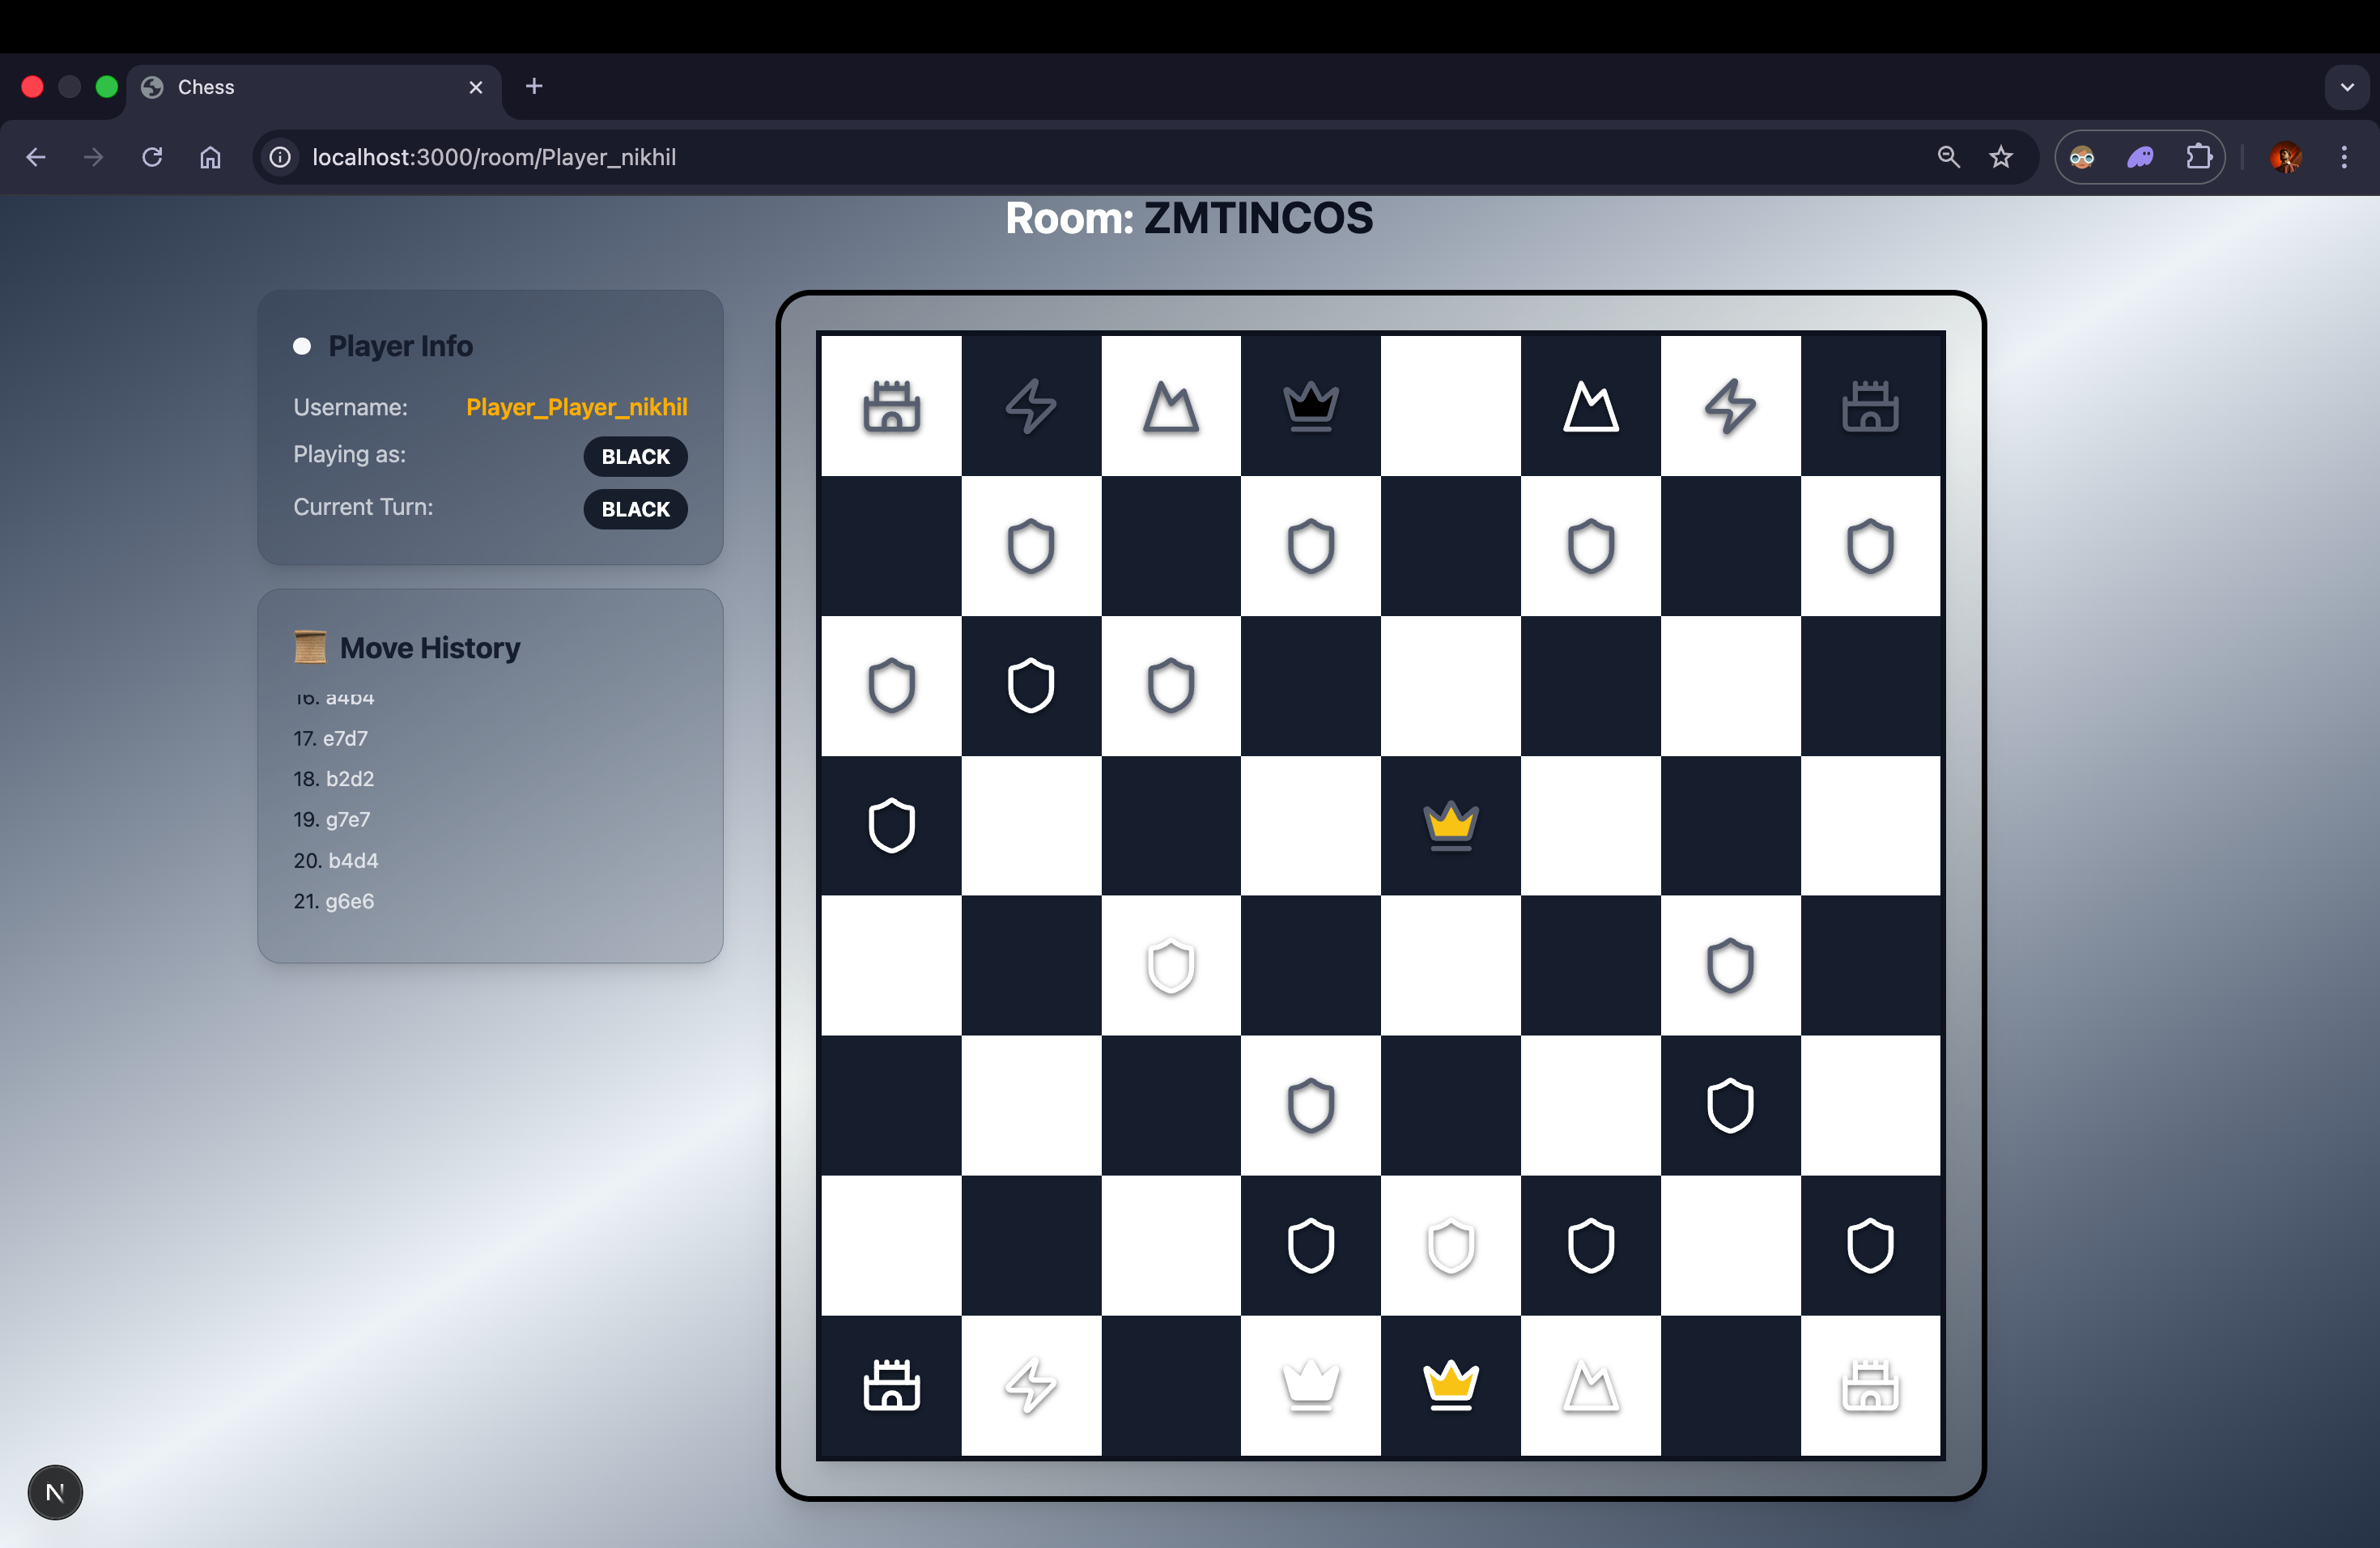 Chess
localhost:3000/room/Player_nikhil
Room: ZMTINCOS
Player Info
Username: Player_Player_nikhil
Playing as: BLACK
Current Turn: BLACK
Move History
16. a4b4
17. e7d7
18. b2d2
19. g7e7
20. b4d4
21. g6e6
N